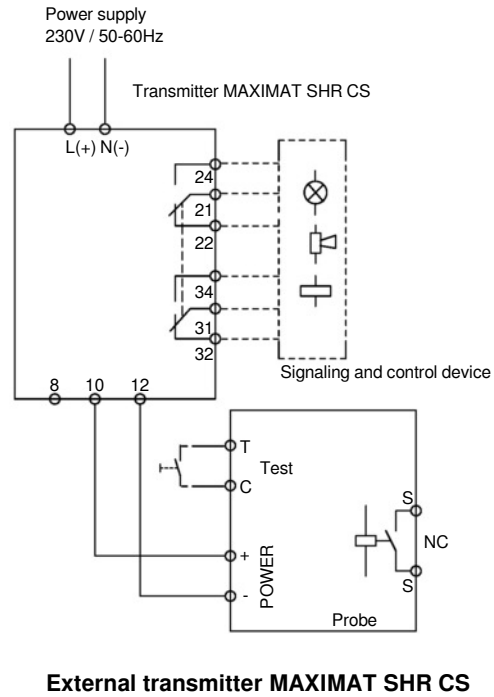 Power supply
230V / 50-60Hz
Transmitter MAXIMAT SHR CS
L(+) N(-)
24
21
22
34
31
32
Signaling and control device
8 10 12
T
Test
C
S
NC
+
POWER
S
-
Probe
External transmitter MAXIMAT SHR CS